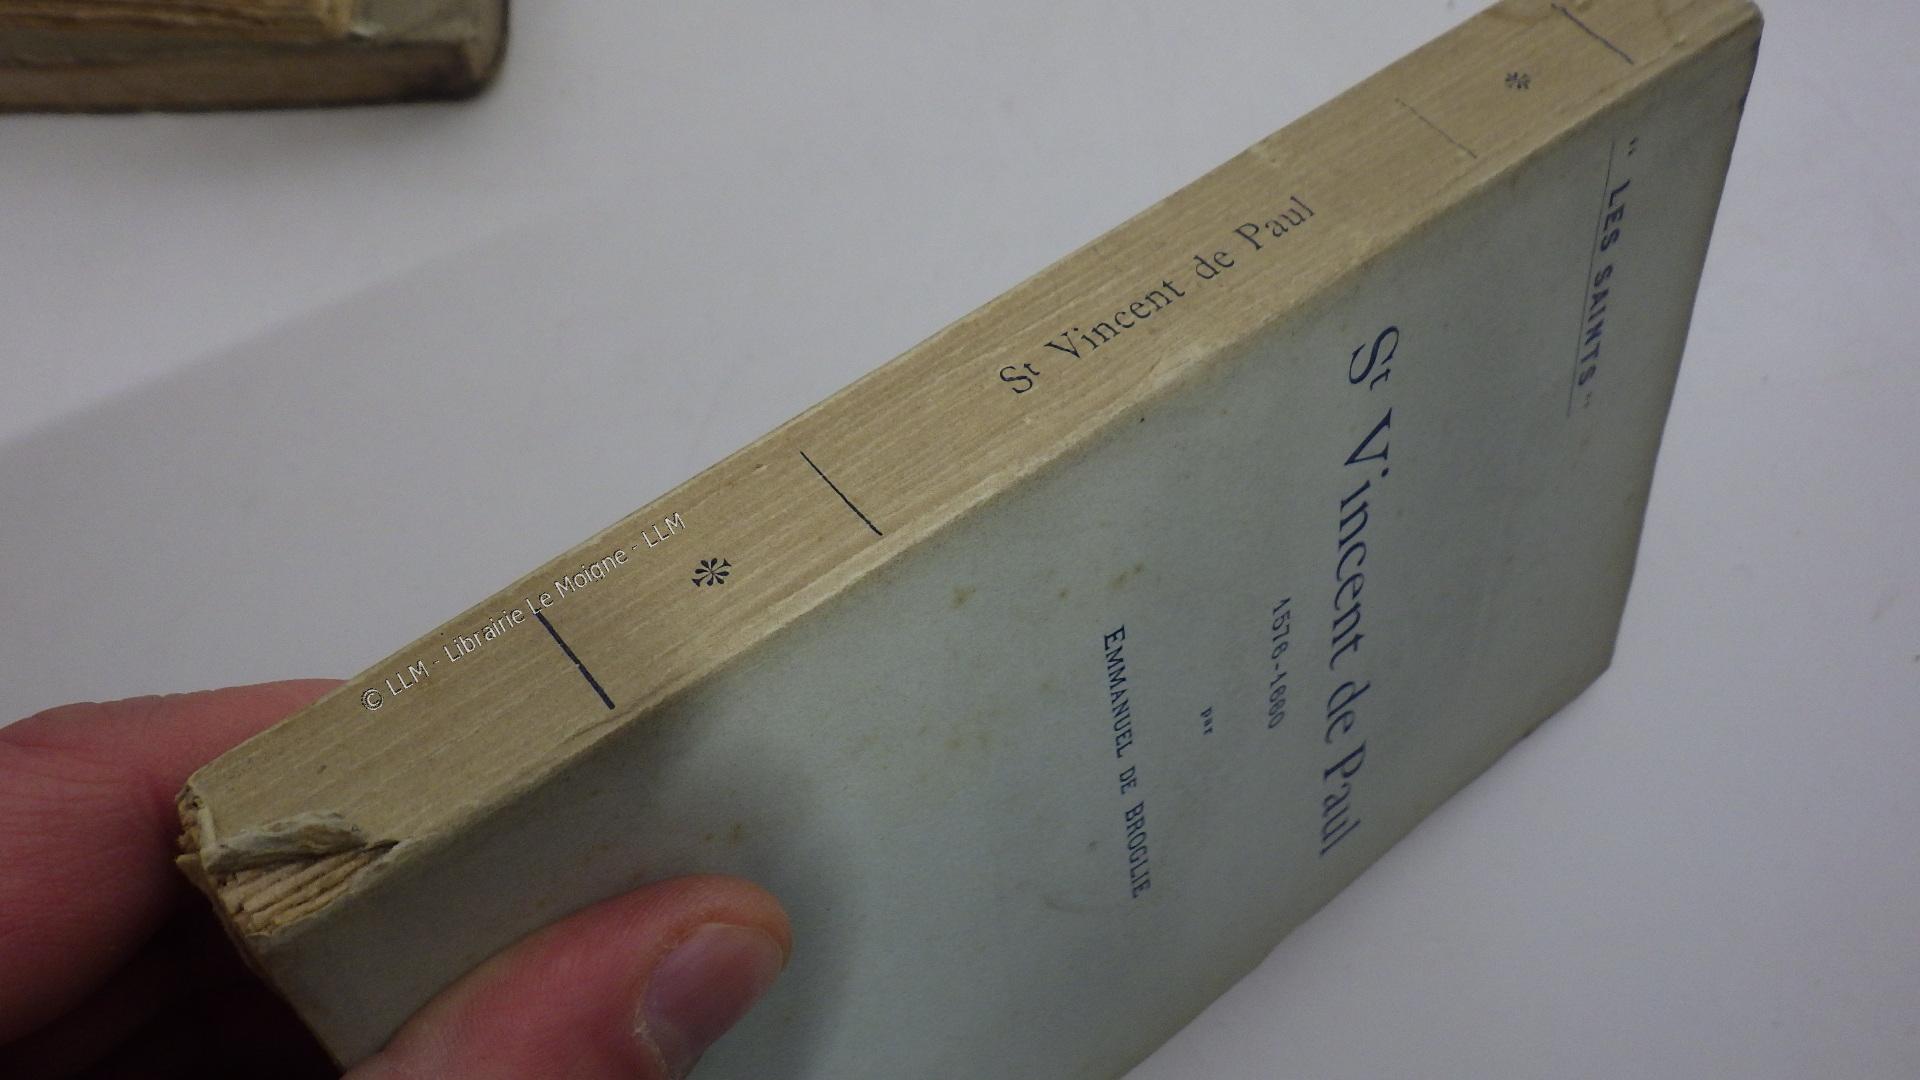 St Vincent de Paul
© LLM - Librairie Le Moigne - LLM
" LES SAINTS "
St Vincent de Paul
1576-1660
par
EMMANUEL DE BROGLIE